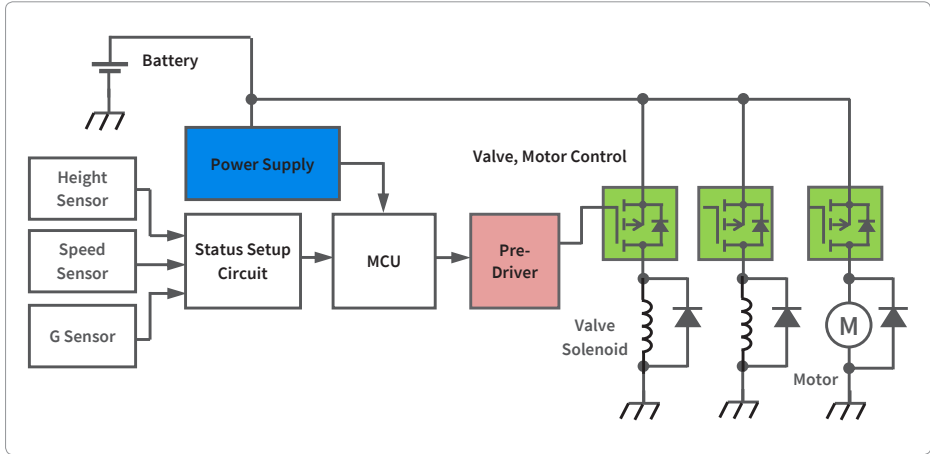 Battery
Power Supply
Valve, Motor Control
Height
Sensor
Speed
Sensor
G Sensor
Status Setup
Circuit
MCU
Pre-
Driver
Valve
Solenoid
M
Motor